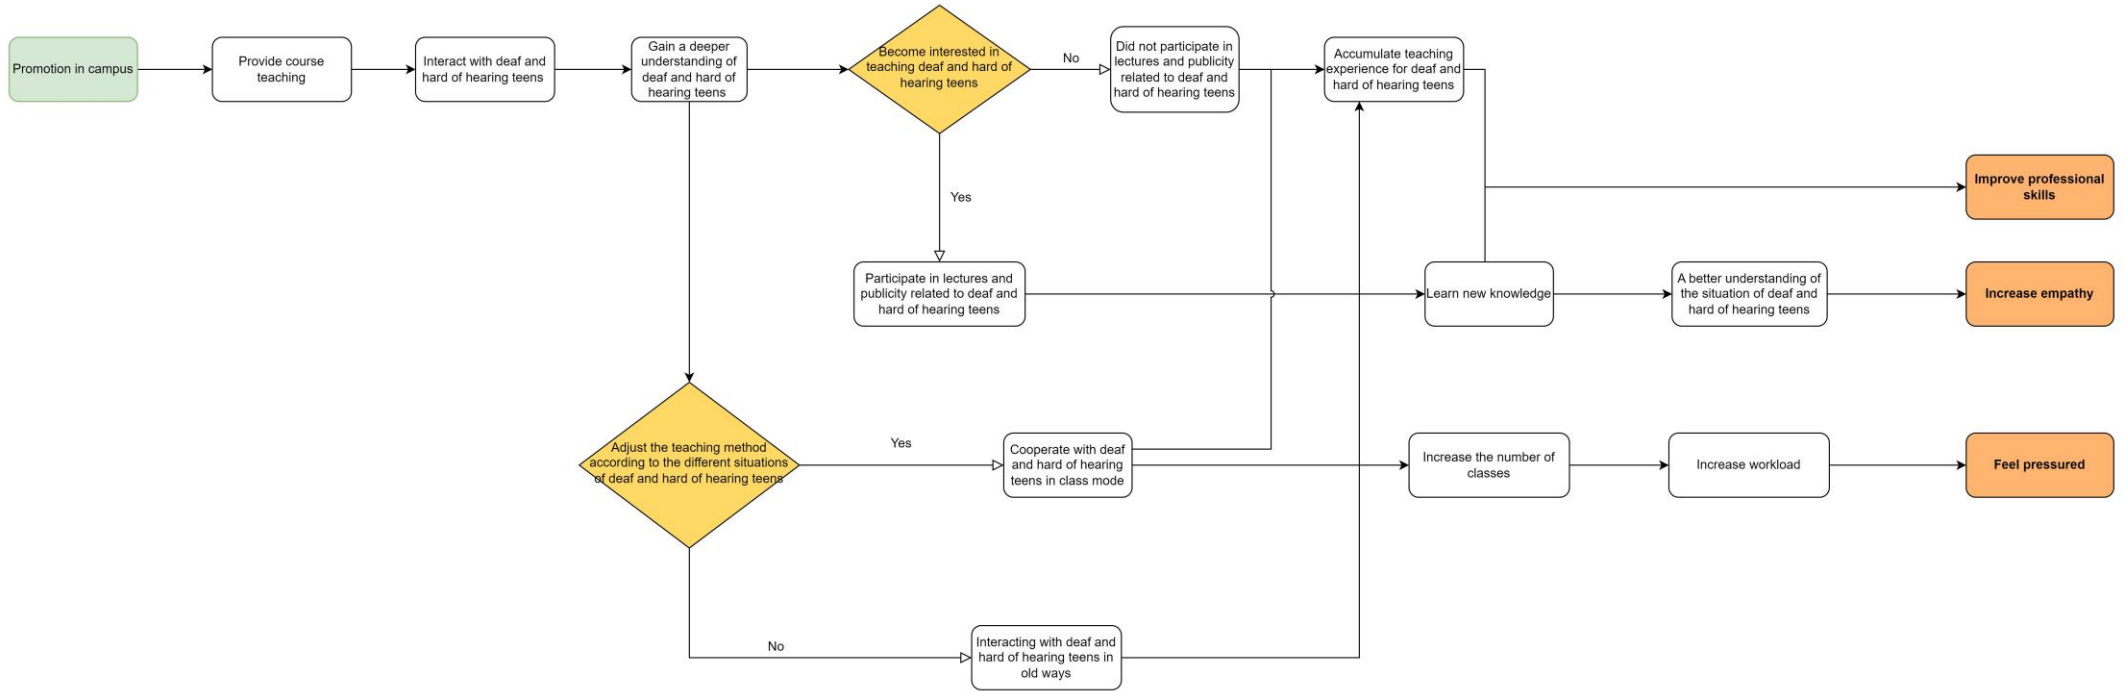 Promotion in campus
Provide course
teaching
Interact with deaf and
hard of hearing teens
Gain a deeper
understanding of
deaf and hard of
hearing teens
Become interested in
teaching deaf and hard of
hearing teens
No
Did not participate in
lectures and publicity
related to deaf and
hard of hearing teens
Accumulate teaching
experience for deaf and
hard of hearing teens
Improve professional
skills
Yes
Participate in lectures and
publicity related to deaf and
hard of hearing teens
Learn new knowledge
A better understanding of
the situation of deaf and
hard of hearing teens
Increase empathy
Adjust the teaching method
according to the different situations
of deaf and hard of hearing teens
Yes
Cooperate with deaf
and hard of hearing
teens in class mode
Increase the number of
classes
Increase workload
Feel pressured
No
Interacting with deaf and
hard of hearing teens in
old ways